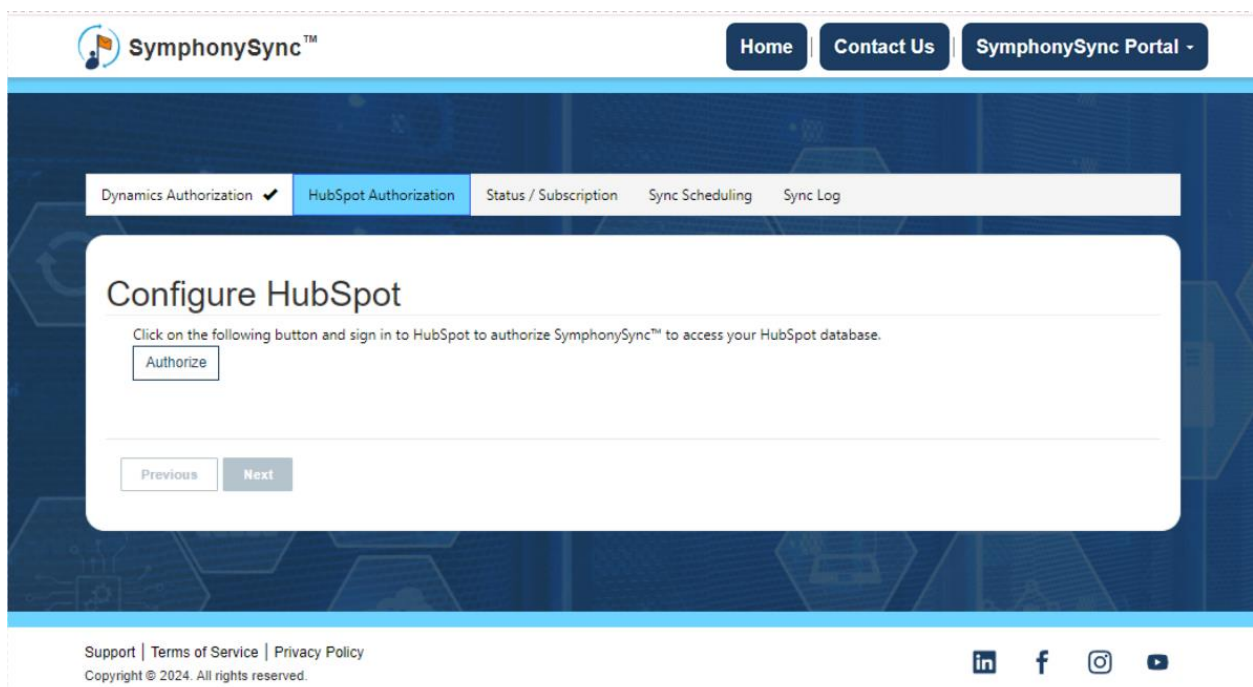 SymphonySync™
Home
Contact Us
SymphonySync Portal
Dynamics Authorization ✔
HubSpot Authorization
Status / Subscription
Sync Scheduling
Sync Log
Configure HubSpot
Click on the following button and sign in to HubSpot to authorize SymphonySync™ to access your HubSpot database.
Authorize
Previous
Next
Support | Terms of Service | Privacy Policy
Copyright © 2024. All rights reserved.